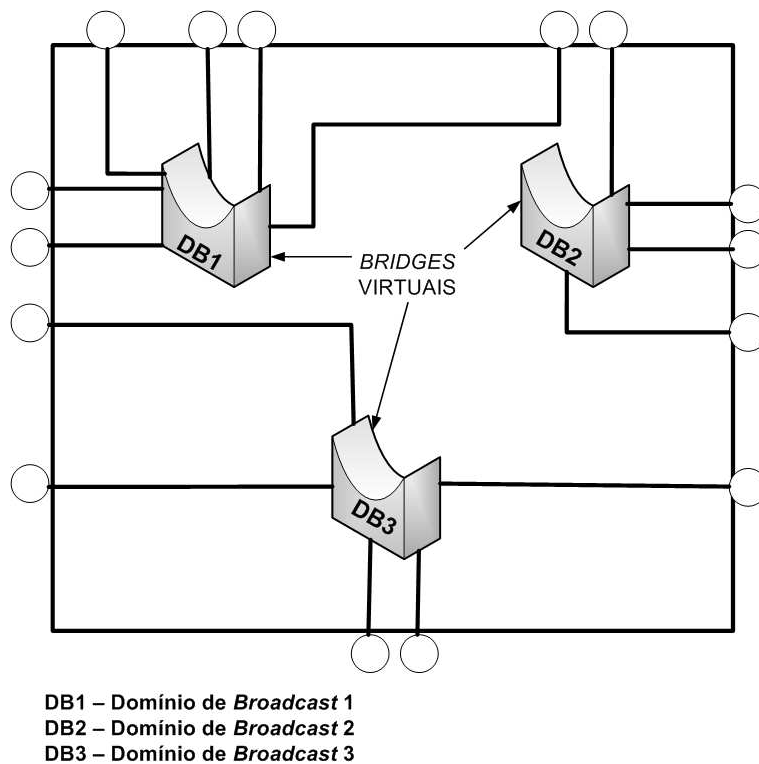 DB1
DB2
BRIDGES
VIRTUAIS
DB3
DB1 – Domínio de Broadcast 1
DB2 – Domínio de Broadcast 2
DB3 – Domínio de Broadcast 3